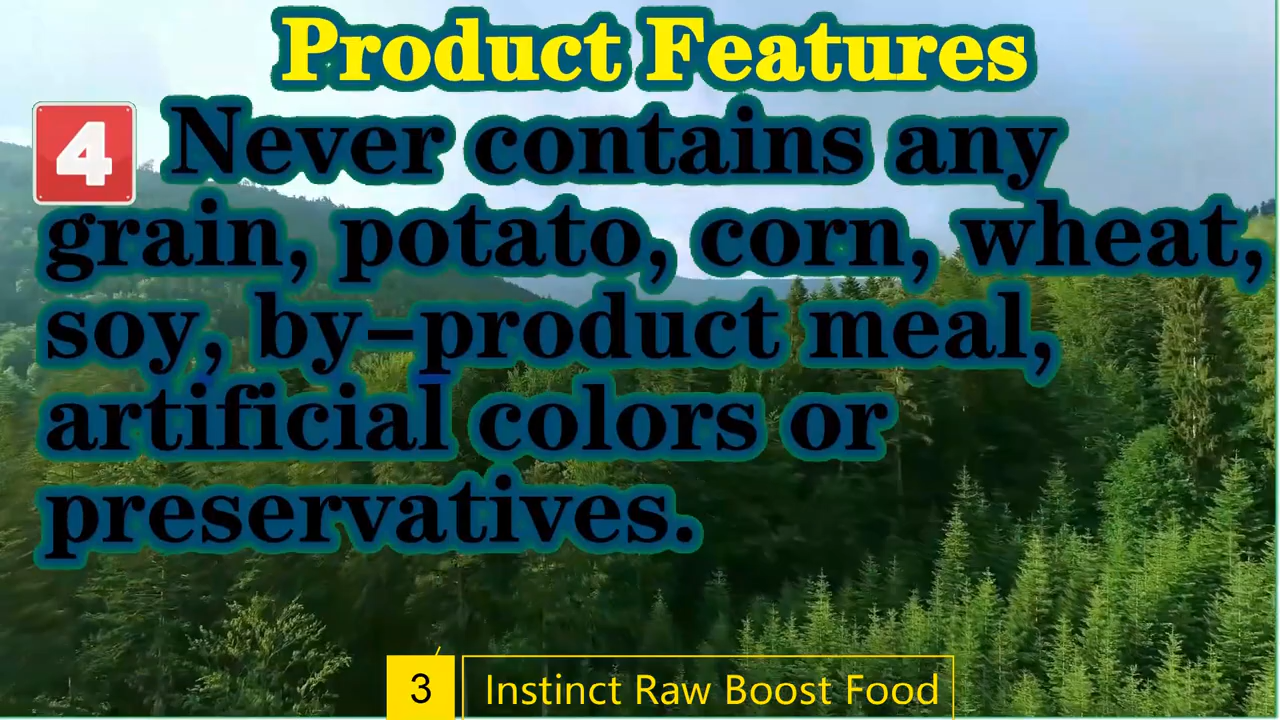 Product Features
4 Never contains any
grain, potato, corn, wheat,
soy, by-product meal,
artificial colors or
preservatives.
3 Instinct Raw Boost Food